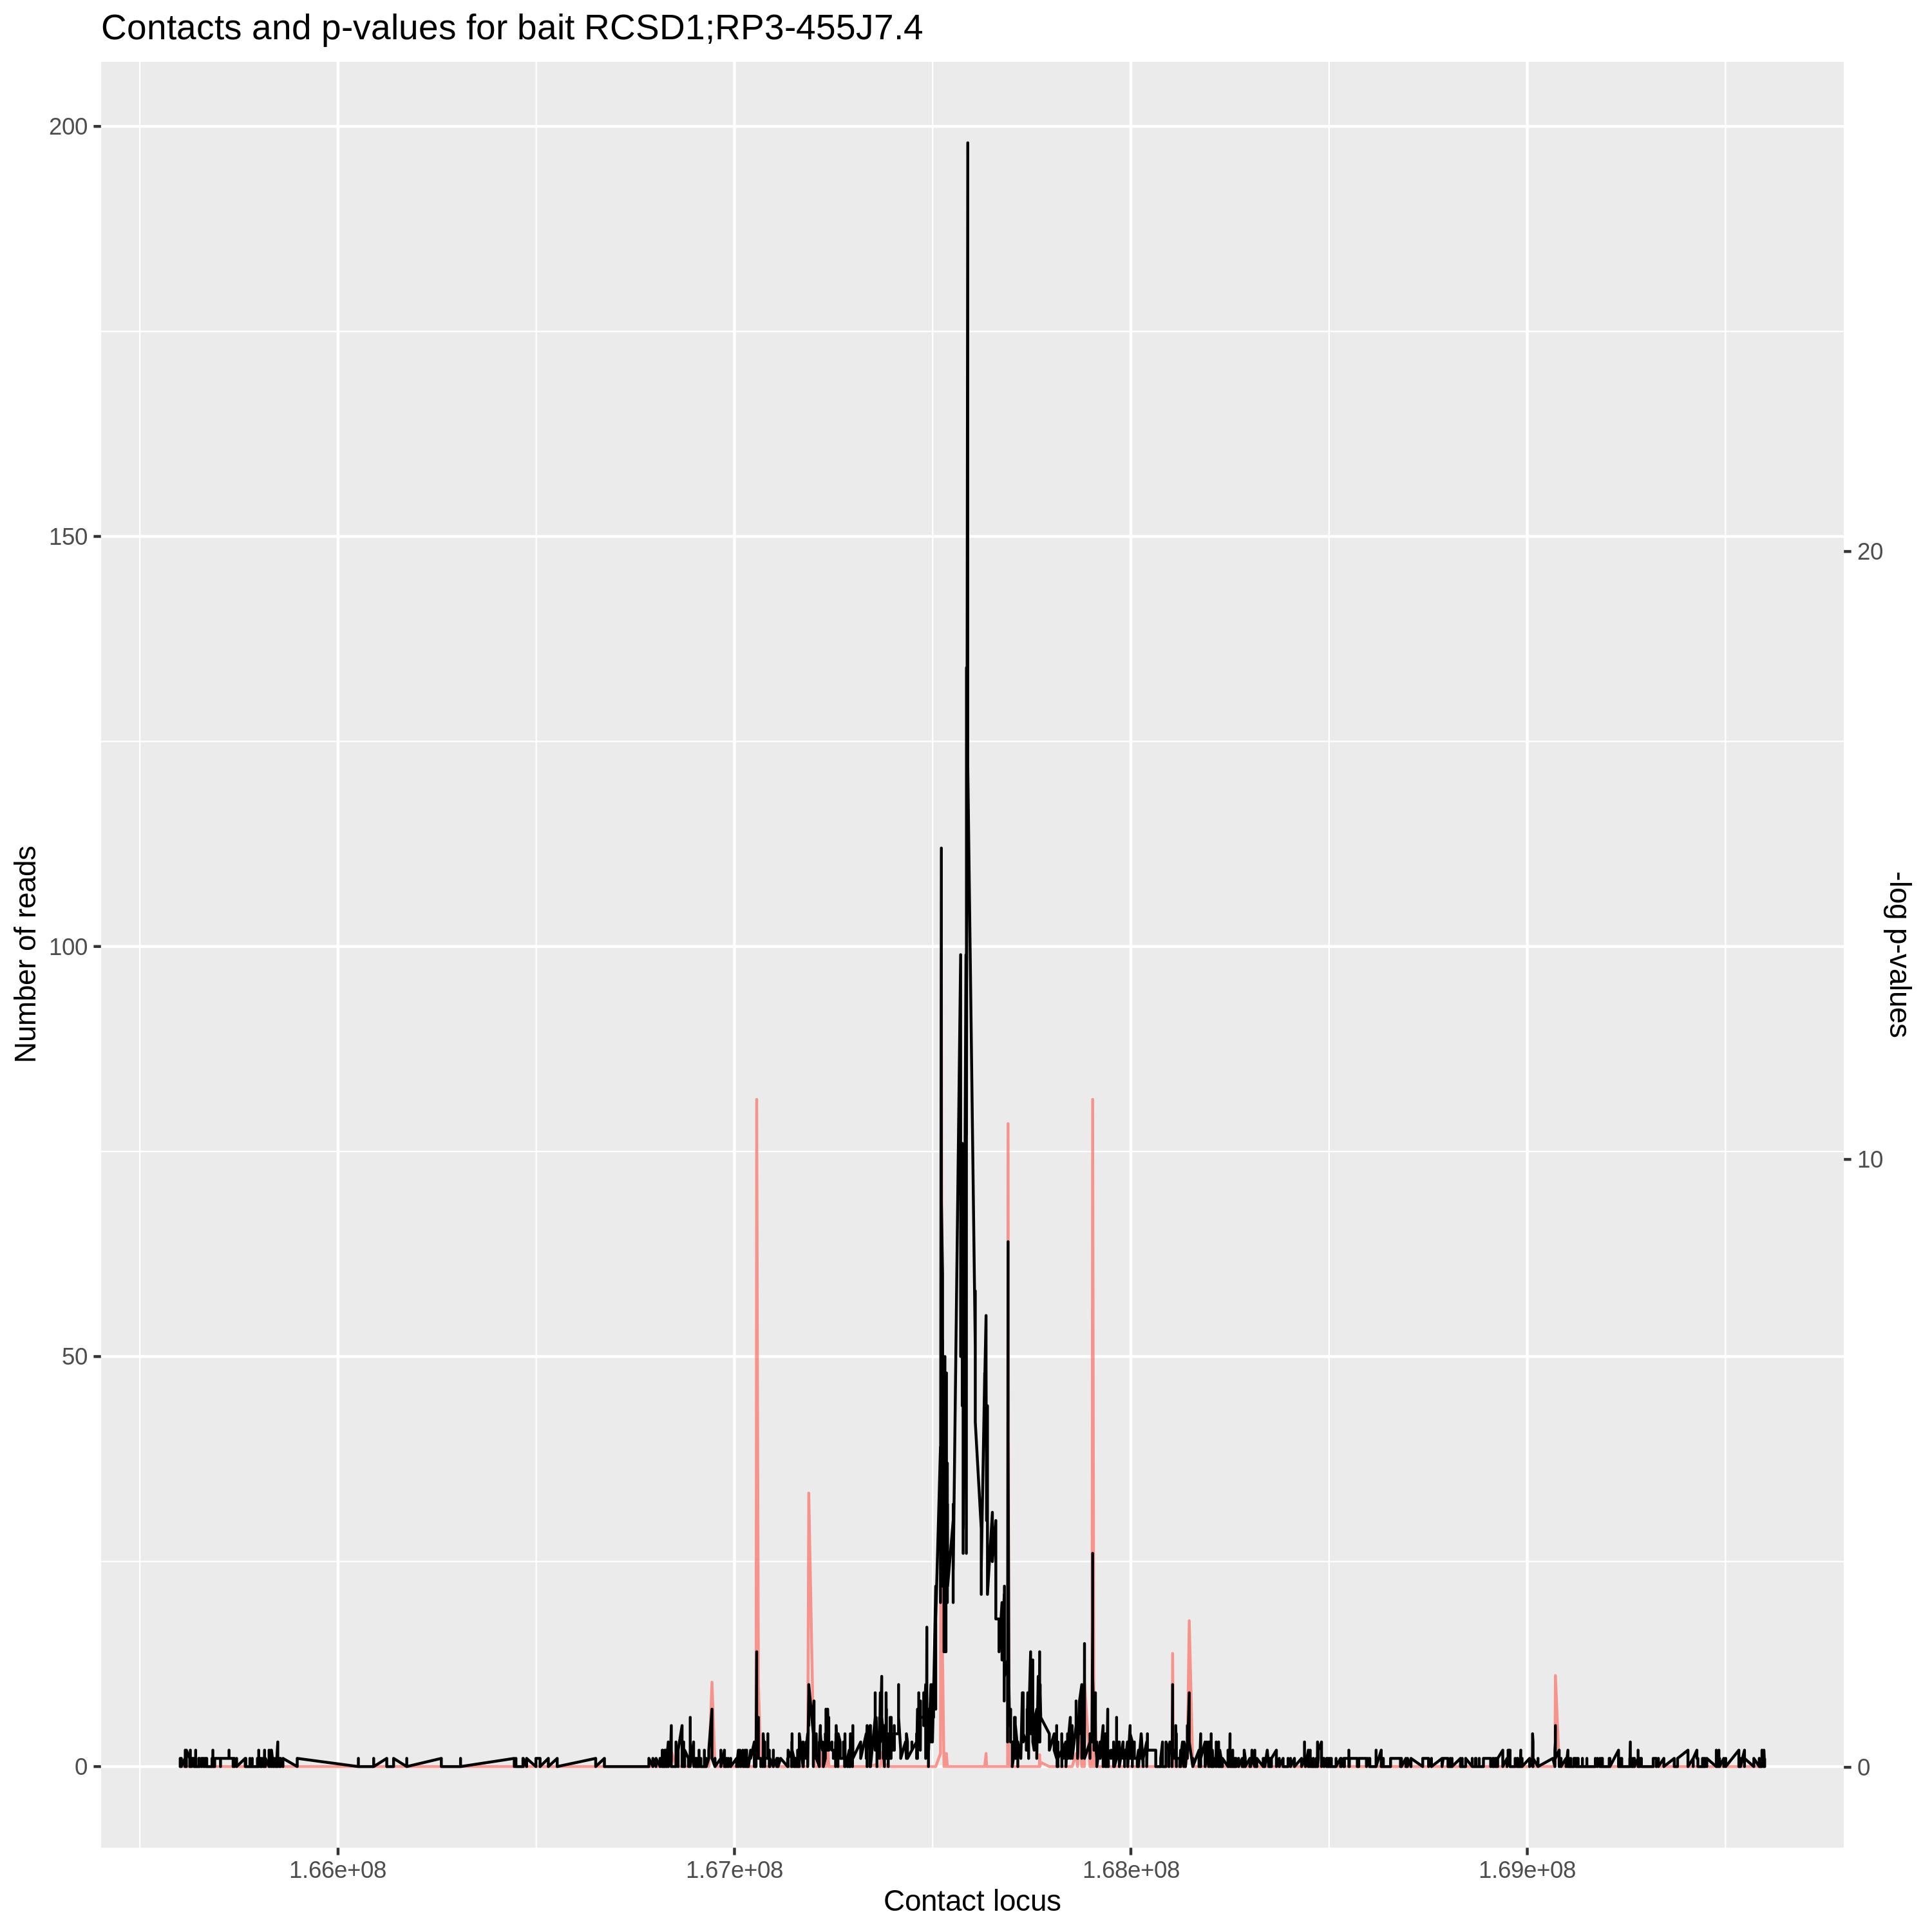 Contacts and p-values for bait RCSD1;RP3-455J7.4
200
150
100
50
0
Number of reads
20
10
0
-log p-values
1.66e+08
1.67e+08
1.68e+08
1.69e+08
Contact locus